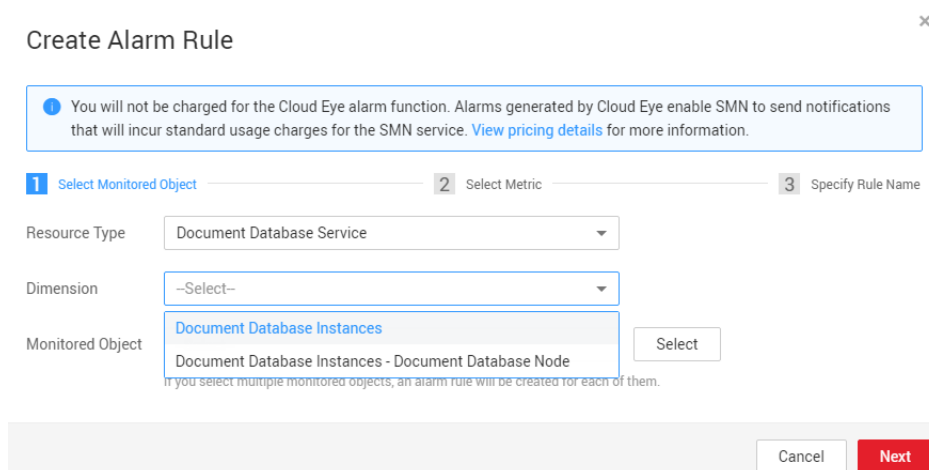 Create Alarm Rule
You will not be charged for the Cloud Eye alarm function. Alarms generated by Cloud Eye enable SMN to send notifications
that will incur standard usage charges for the SMN service. View pricing details for more information.
1 Select Monitored Object 2 Select Metric 3 Specify Rule Name
Resource Type Document Database Service
Dimension --Select--
Document Database Instances
Monitored Object Select
Document Database Instances - Document Database Node
If you select multiple monitored objects, an alarm rule will be created for each of them.
Cancel Next